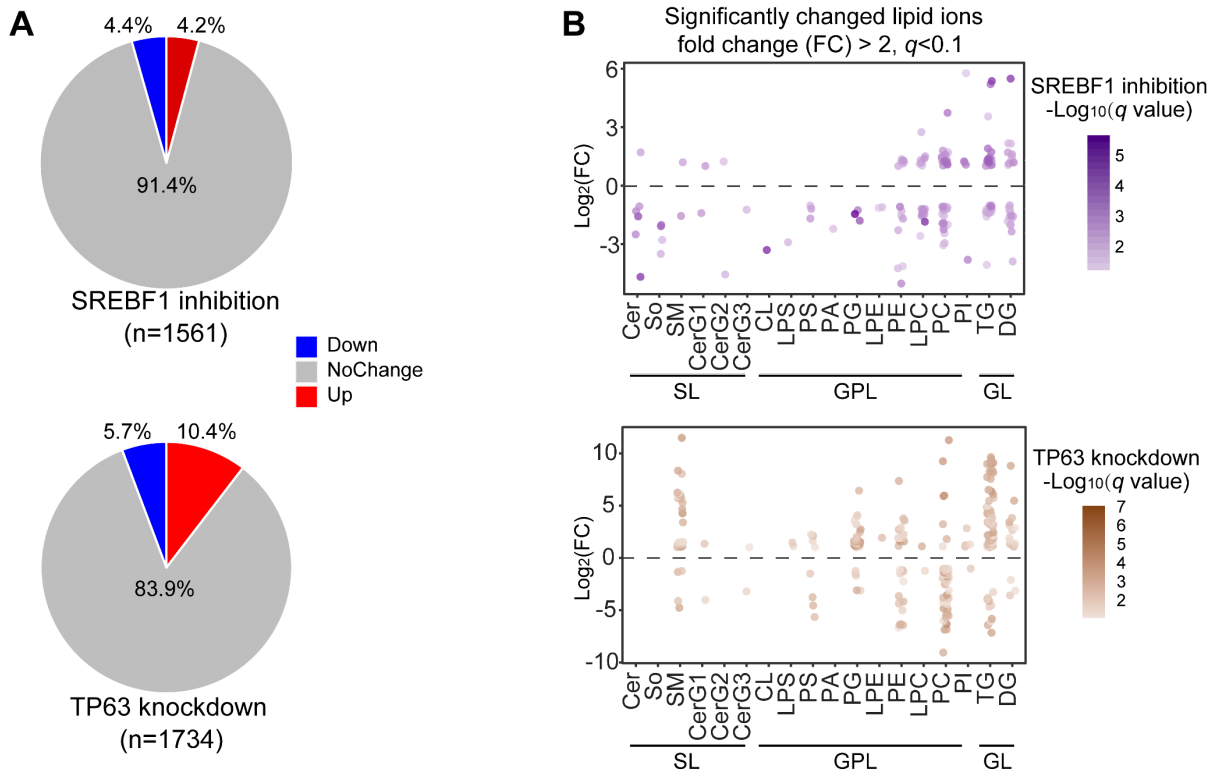 A
4.4%
4.2%
91.4%
SREBF1 inhibition
(n=1561)
Down
NoChange
Up
5.7%
10.4%
83.9%
TP63 knockdown
(n=1734)
B
Significantly changed lipid ions
fold change (FC) > 2, q<0.1
Log2(FC)
6
3
0
-3
Cer
So
SM
CerG1
CerG2
CerG3
CL
LPS
PS
PA
PG
LPE
PE
LPC
PC
PI
TG
DG
SL
GPL
GL
SREBF1 inhibition
-Log10(q value)
5
4
3
2
Log2(FC)
10
5
0
-5
-10
Cer
So
SM
CerG1
CerG2
CerG3
CL
LPS
PS
PA
PG
LPE
PE
LPC
PC
PI
TG
DG
SL
GPL
GL
TP63 knockdown
-Log10(q value)
7
6
5
4
3
2